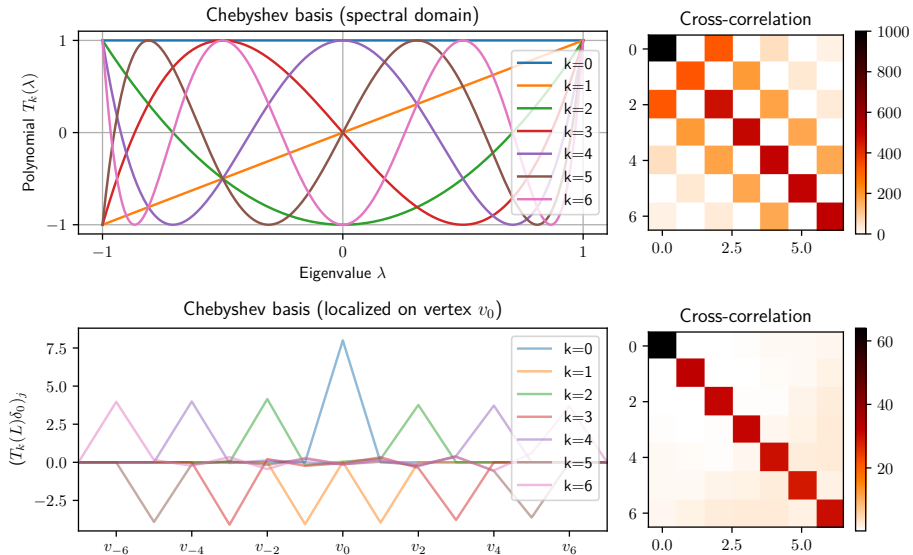 Chebyshev basis (spectral domain)
Polynomial T_k(λ)
1
0
−1
−1
0
1
Eigenvalue λ
k=0
k=1
k=2
k=3
k=4
k=5
k=6
Cross-correlation
0
2
4
6
0.0
2.5
5.0
1000
800
600
400
200
0
Chebyshev basis (localized on vertex v_0)
(T_k(L)δ_0)_j
7.5
5.0
2.5
0.0
−2.5
v_{−6}
v_{−4}
v_{−2}
v_0
v_2
v_4
v_6
k=0
k=1
k=2
k=3
k=4
k=5
k=6
Cross-correlation
0
2
4
6
0.0
2.5
5.0
60
40
20